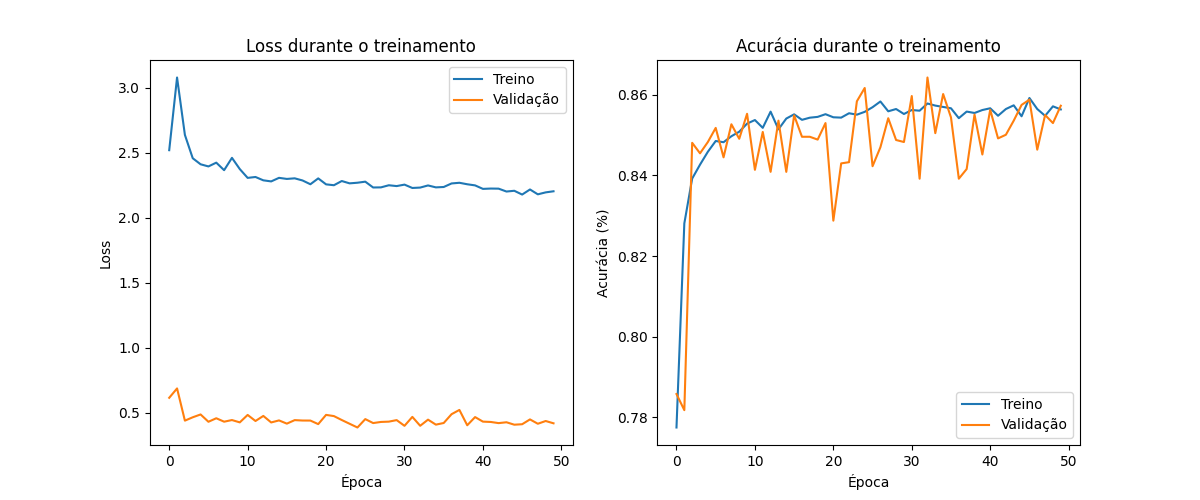 Loss durante o treinamento
Treino
Validação
3.0
2.5
2.0
1.5
1.0
0.5
Loss
0 10 20 30 40 50
Época
Acurácia durante o treinamento
0.86
0.84
0.82
0.80
0.78
Acurácia (%)
Treino
Validação
0 10 20 30 40 50
Época